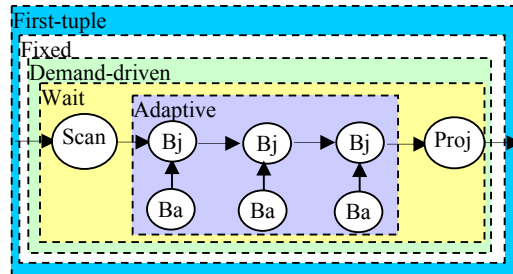 First-tuple
Fixed
Demand-driven
Wait
Adaptive
Scan Bj Bj Bj Proj
Ba Ba Ba